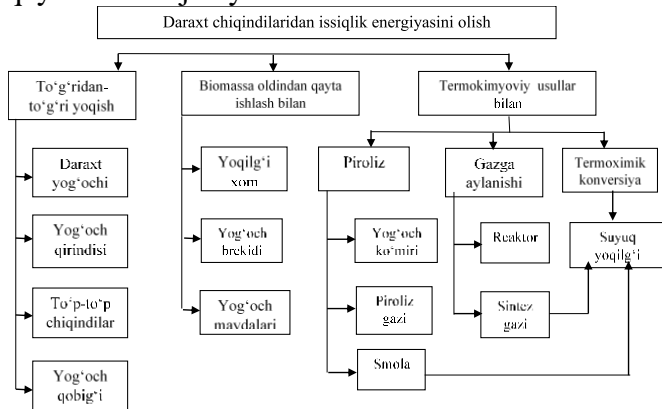 Daraxt chiqindilaridan issiqlik energiyasini olish
To‘g‘ridan-
to‘g‘ri yoqish
Biomassa oldindan qayta
ishlash bilan
Termokimyoviy usullar
bilan
Daraxt
yog‘ochi
Yog‘och
qirindisi
To‘p-to‘p
chiqindilar
Yog‘och
qobig‘i
Yoqilg‘i
xom
Yog‘och
brekidi
Yog‘och
maydalari
Piroliz
Gazga
aylanishi
Termoximik
konversiya
Yog‘och
ko‘miri
Piroliz
gazi
Smola
Reaktor
Sintez
gazi
Suyuq
yoqilg‘i